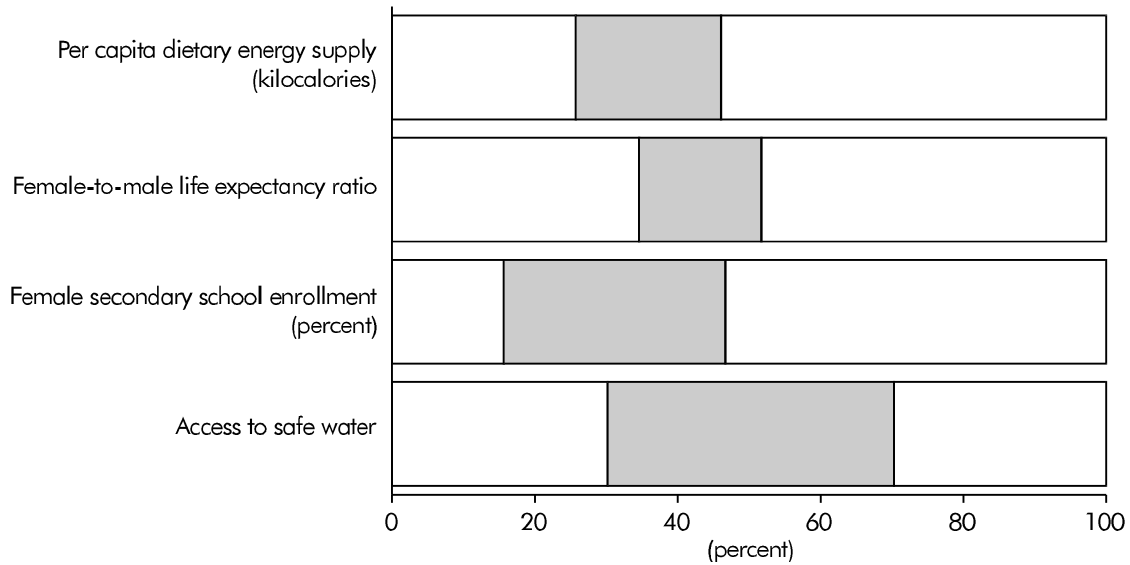 Per capita dietary energy supply
(kilocalories)
Female-to-male life expectancy ratio
Female secondary school enrollment
(percent)
Access to safe water
0 20 40 60 80 100
(percent)